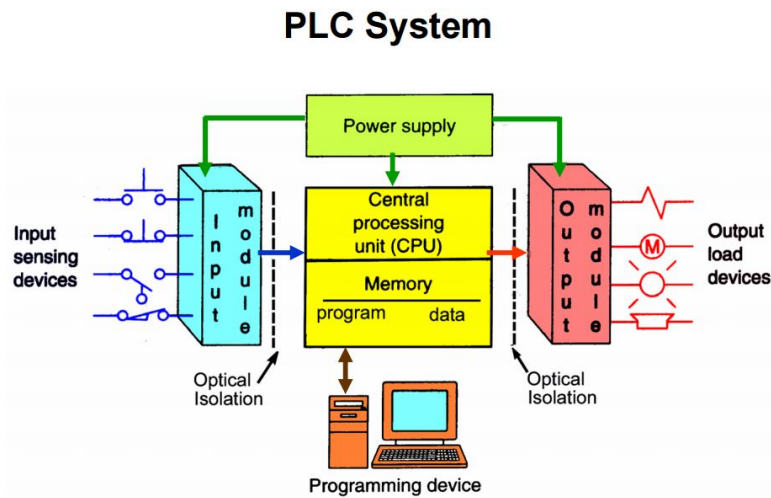 PLC System
Power supply
Input
module
Central
processing
unit (CPU)
Memory
program data
Output
module
Input
sensing
devices
M
Output
load
devices
Optical
Isolation
Optical
Isolation
Programming device